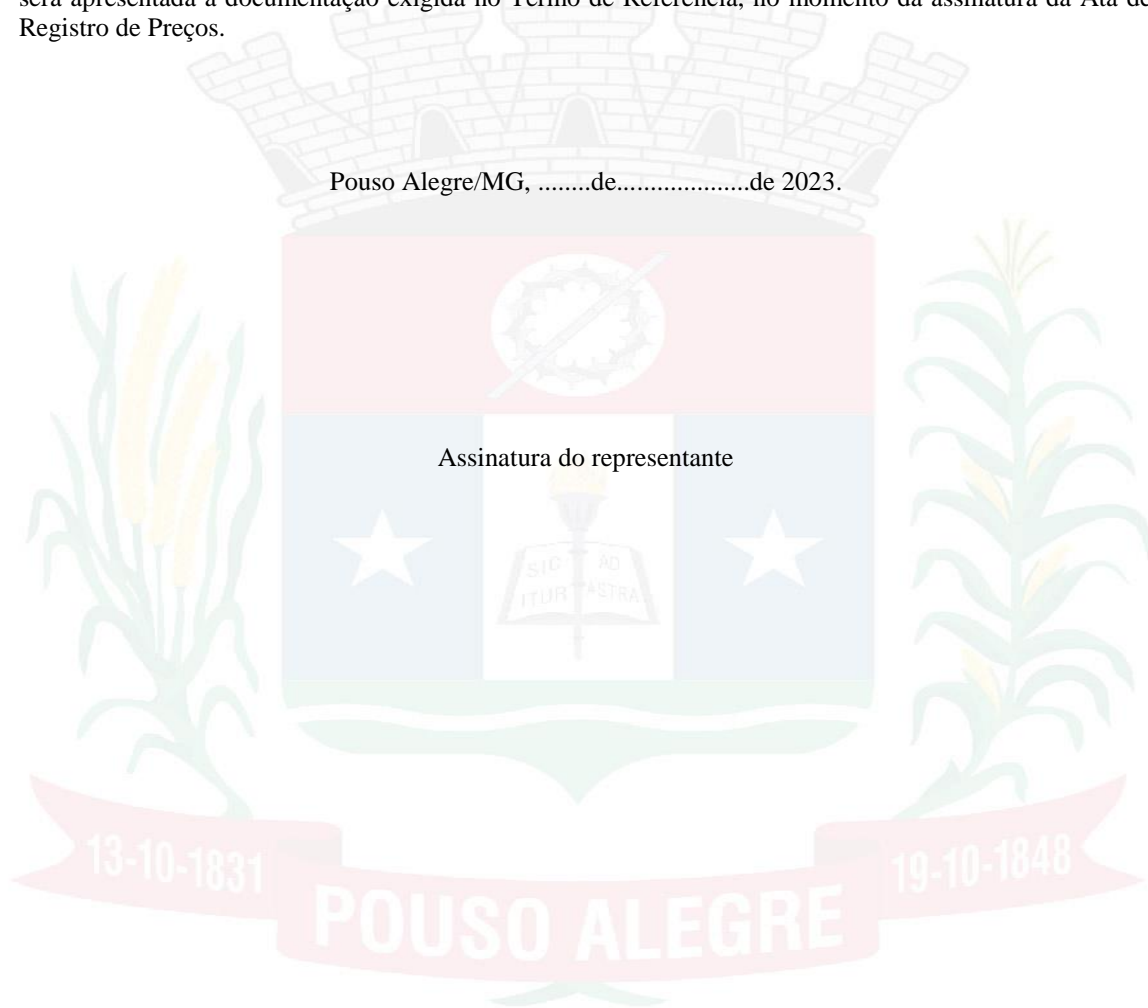 será apresentada a documentação exigida no Termo de Referência, no momento da assinatura da Ata de
Registro de Preços.
Pouso Alegre/MG, ........de....................de 2023.
Assinatura do representante
SIC AD
ITUR ASTRA
13-10-1831
19-10-1848
POUSO ALEGRE